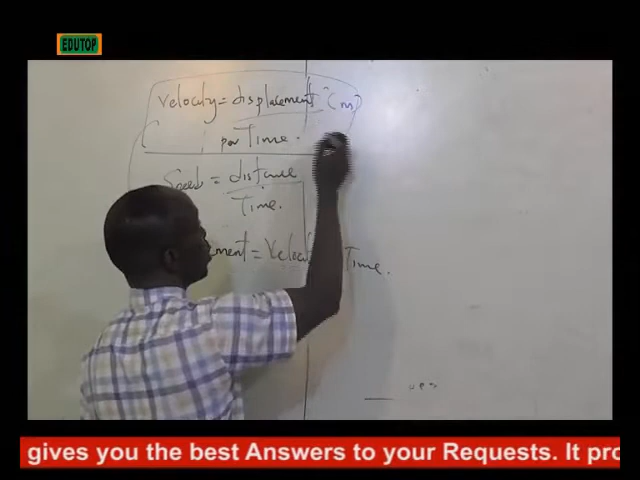 EDUTOP
Velocity = displacement (m)
per Time.
Speed = distance
Time.
ment = Veloci Time.
gives you the best Answers to your Requests. It pro